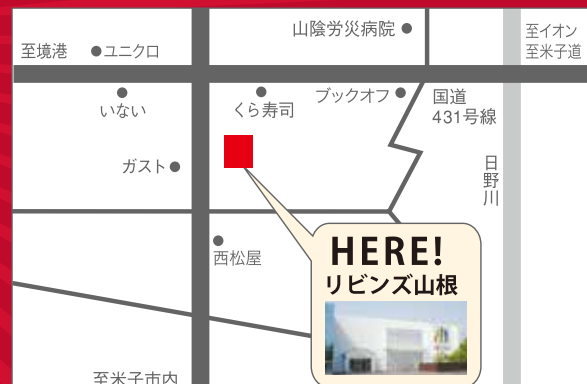 山陰労災病院
至イオン
至米子道
至境港
ユニクロ
いない
くら寿司
ブックオフ
国道
431号線
ガスト
日野川
西松屋
HERE!
リビンズ山根
至米子市内